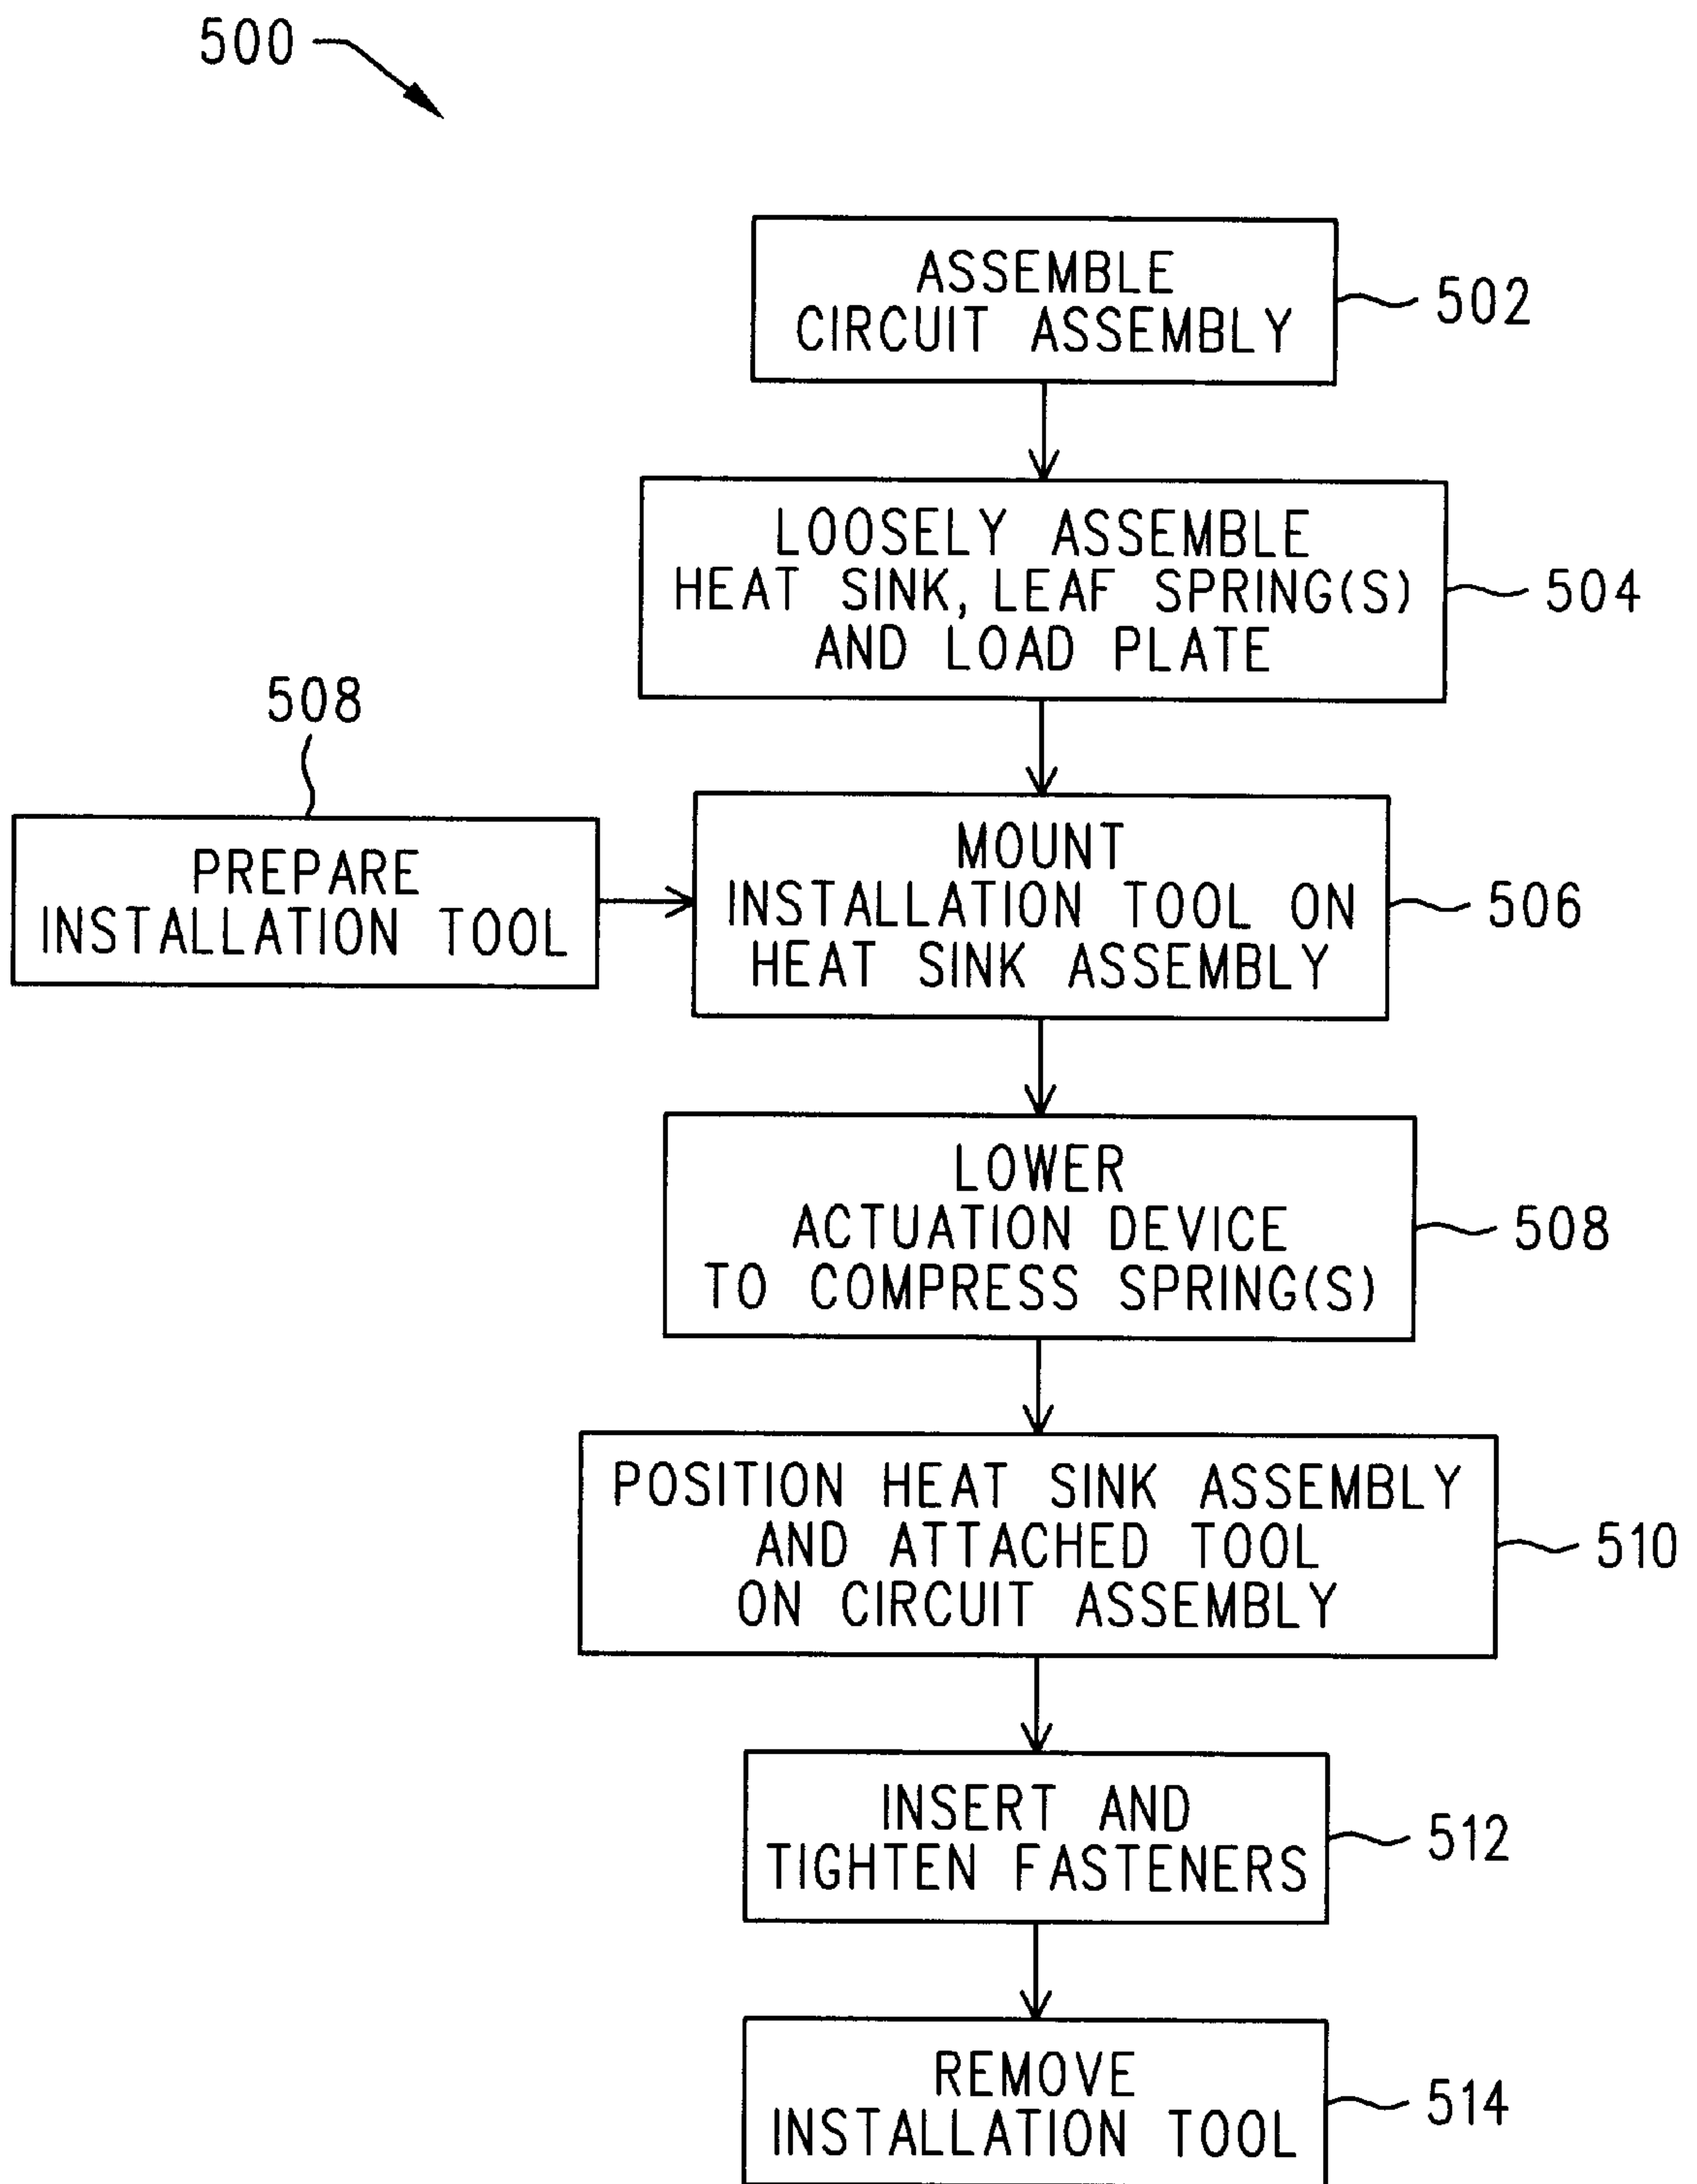 500
ASSEMBLE
CIRCUIT ASSEMBLY
502
LOOSELY ASSEMBLE
HEAT SINK, LEAF SPRING(S)
AND LOAD PLATE
504
508
PREPARE
INSTALLATION TOOL
MOUNT
INSTALLATION TOOL ON
HEAT SINK ASSEMBLY
506
LOWER
ACTUATION DEVICE
TO COMPRESS SPRING(S)
508
POSITION HEAT SINK ASSEMBLY
AND ATTACHED TOOL
ON CIRCUIT ASSEMBLY
510
INSERT AND
TIGHTEN FASTENERS
512
REMOVE
INSTALLATION TOOL
514